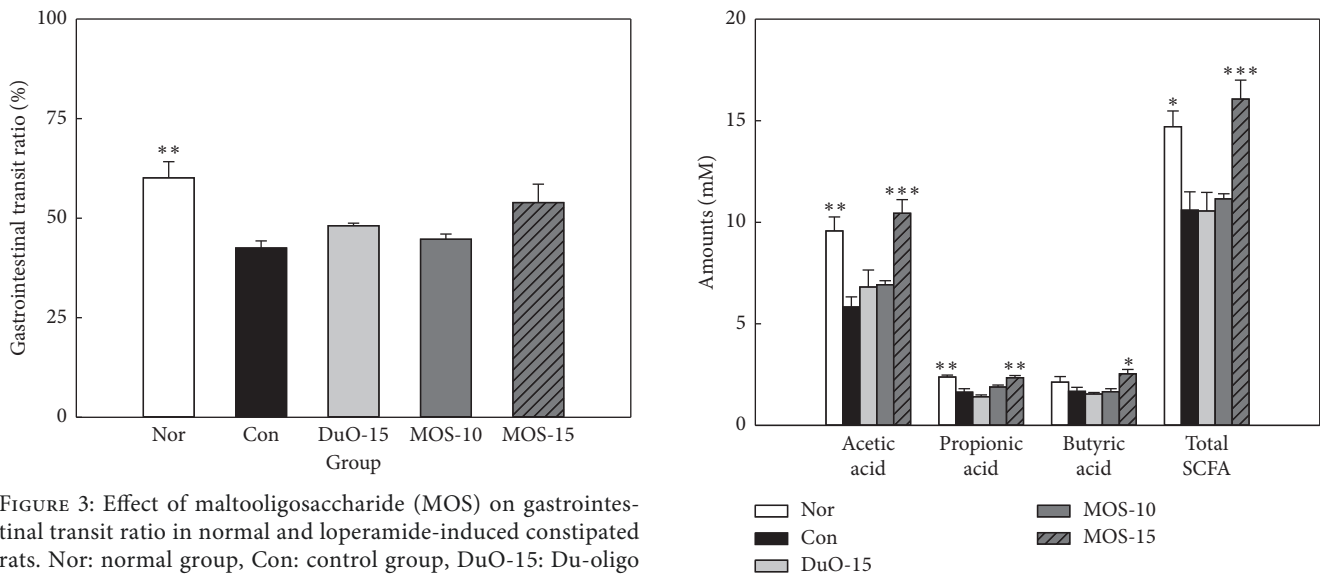 100
75
50
25
0
Gastrointestinal transit ratio (%)
**
Nor Con DuO-15 MOS-10 MOS-15
Group
FIGURE 3: Effect of maltooligosaccharide (MOS) on gastrointes-
tinal transit ratio in normal and loperamide-induced constipated
rats. Nor: normal group, Con: control group, DuO-15: Du-oligo
20
15
10
5
0
Amounts (mM)
** ***
** **
*
* ***
Acetic acid
Propionic acid
Butyric acid
Total SCFA
Nor
Con
DuO-15
MOS-10
MOS-15